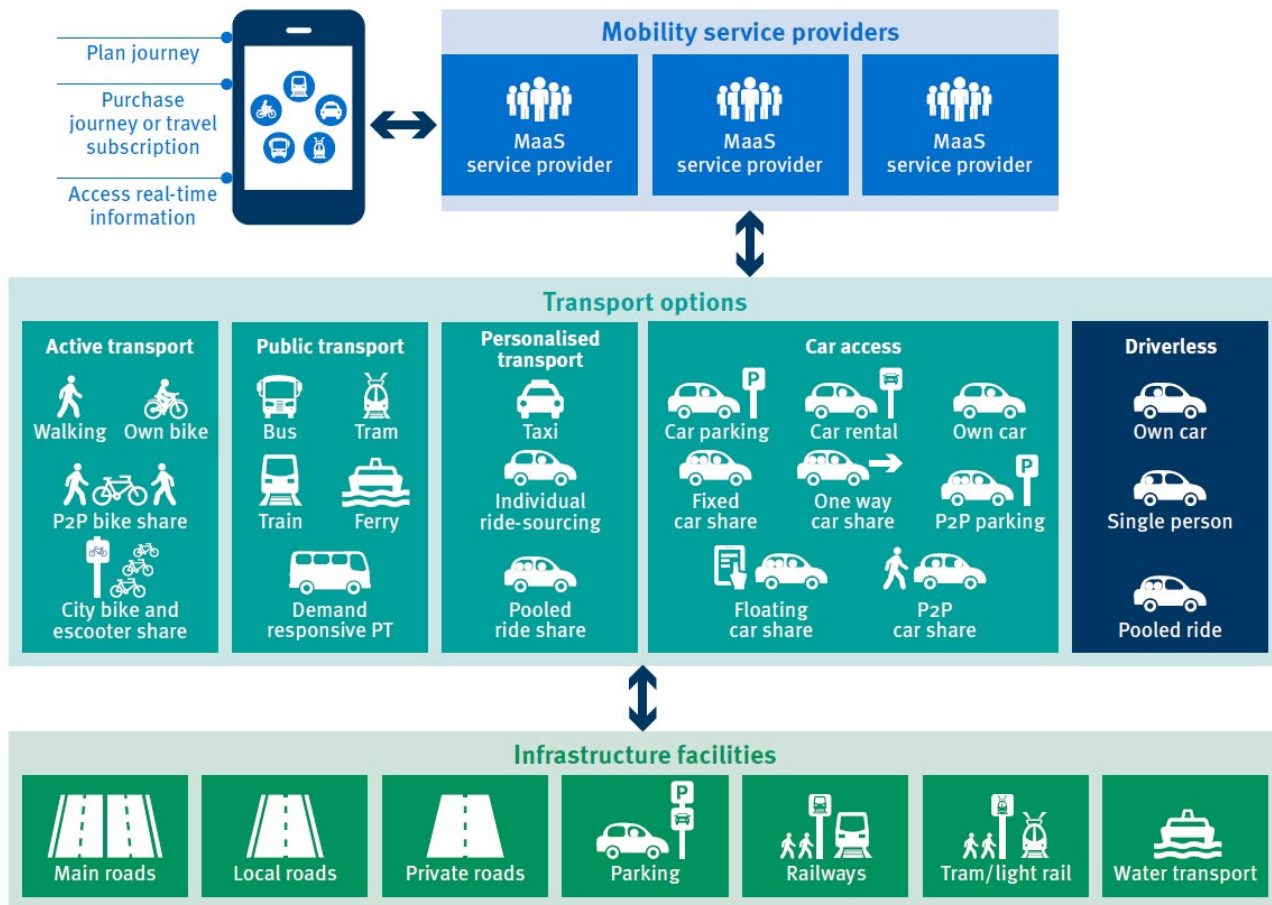 Plan journey
Purchase
journey or travel
subscription
Access real-time
information
Mobility service providers
MaaS
service provider
MaaS
service provider
MaaS
service provider
Transport options
Active transport
Walking
Own bike
P2P bike share
City bike and
escooter share
Public transport
Bus
Tram
Train
Ferry
Demand
responsive PT
Personalised
transport
Taxi
Individual
ride-sourcing
Pooled
ride share
Car access
P
Car parking
Car rental
Own car
Fixed
car share
One way
car share
P
P2P parking
Floating
car share
P2P
car share
Driverless
Own car
Single person
Pooled ride
Infrastructure facilities
Main roads
Local roads
Private roads
P
Parking
Railways
Tram/light rail
Water transport